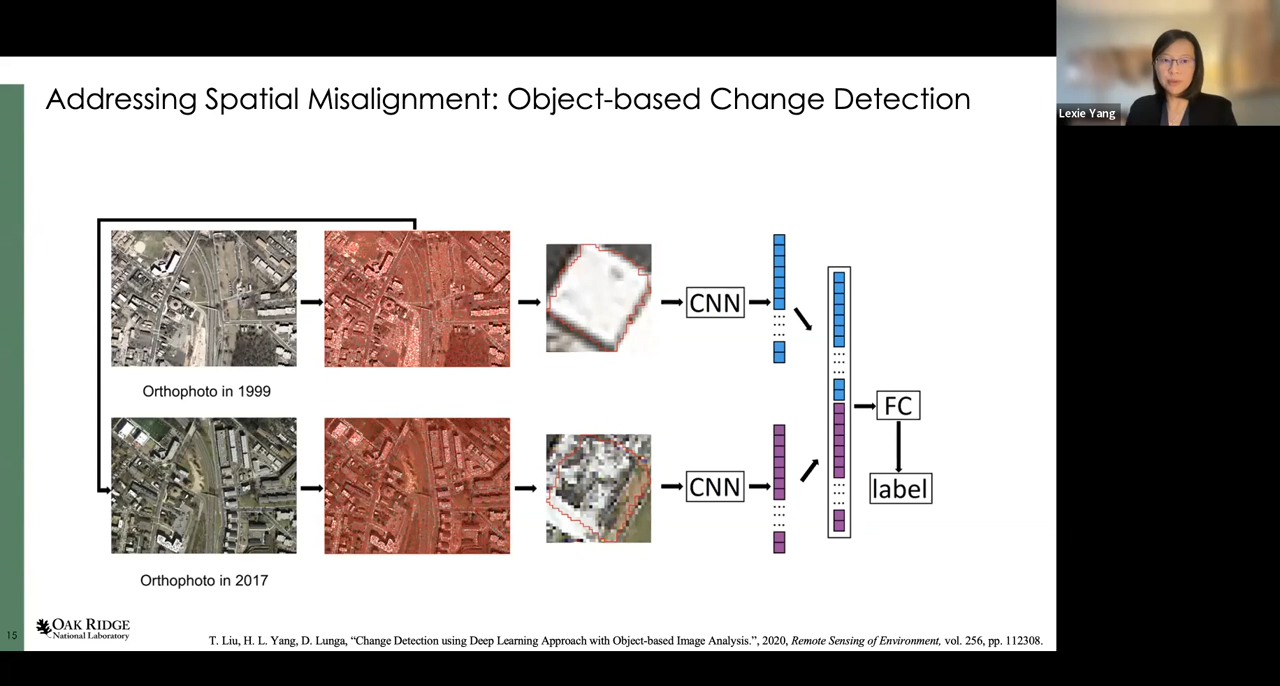 Addressing Spatial Misalignment: Object-based Change Detection
Lexie Yang
CNN
Orthophoto in 1999
FC
CNN
label
Orthophoto in 2017
15
OAK RIDGE
National Laboratory
T. Liu, H. L. Yang, D. Lunga, “Change Detection using Deep Learning Approach with Object-based Image Analysis.”, 2020, Remote Sensing of Environment, vol. 256, pp. 112308.